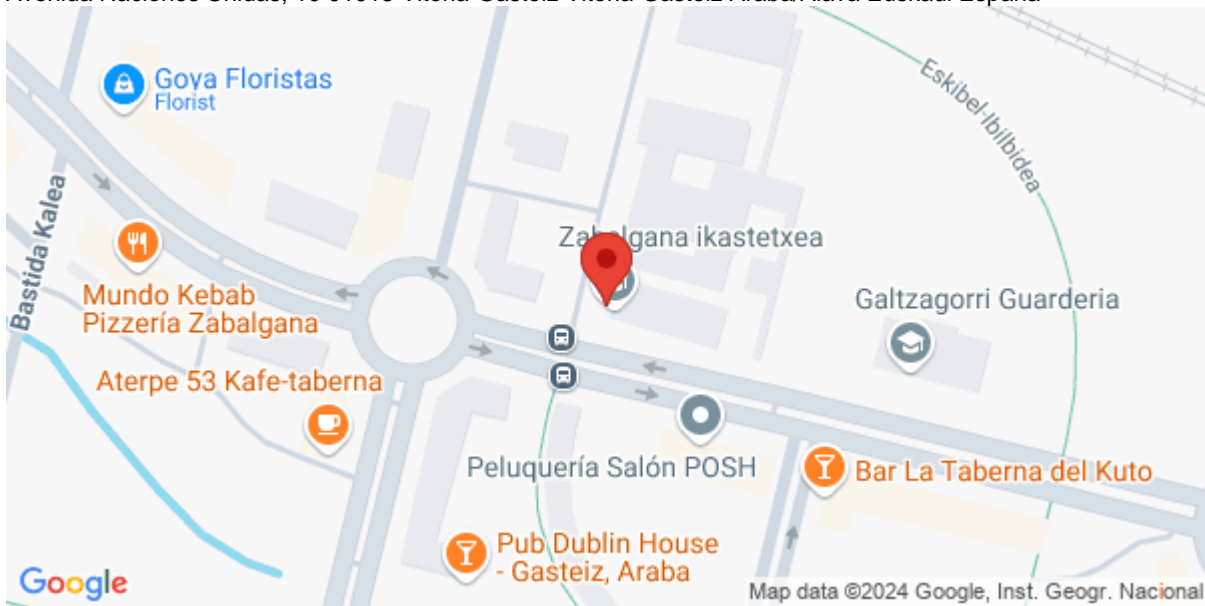 Goya Floristas
Florist
Eskibel-Ibilbidea
Bastida Kalea
Zabalgana ikastetxea
Mundo Kebab
Pizzería Zabalgana
Galtzagorri Guarderia
Aterpe 53 Kafe-taberna
Peluquería Salón POSH
Bar La Taberna del Kuto
Pub Dublin House
- Gasteiz, Araba
Google
Map data ©2024 Google, Inst. Geogr. Nacional